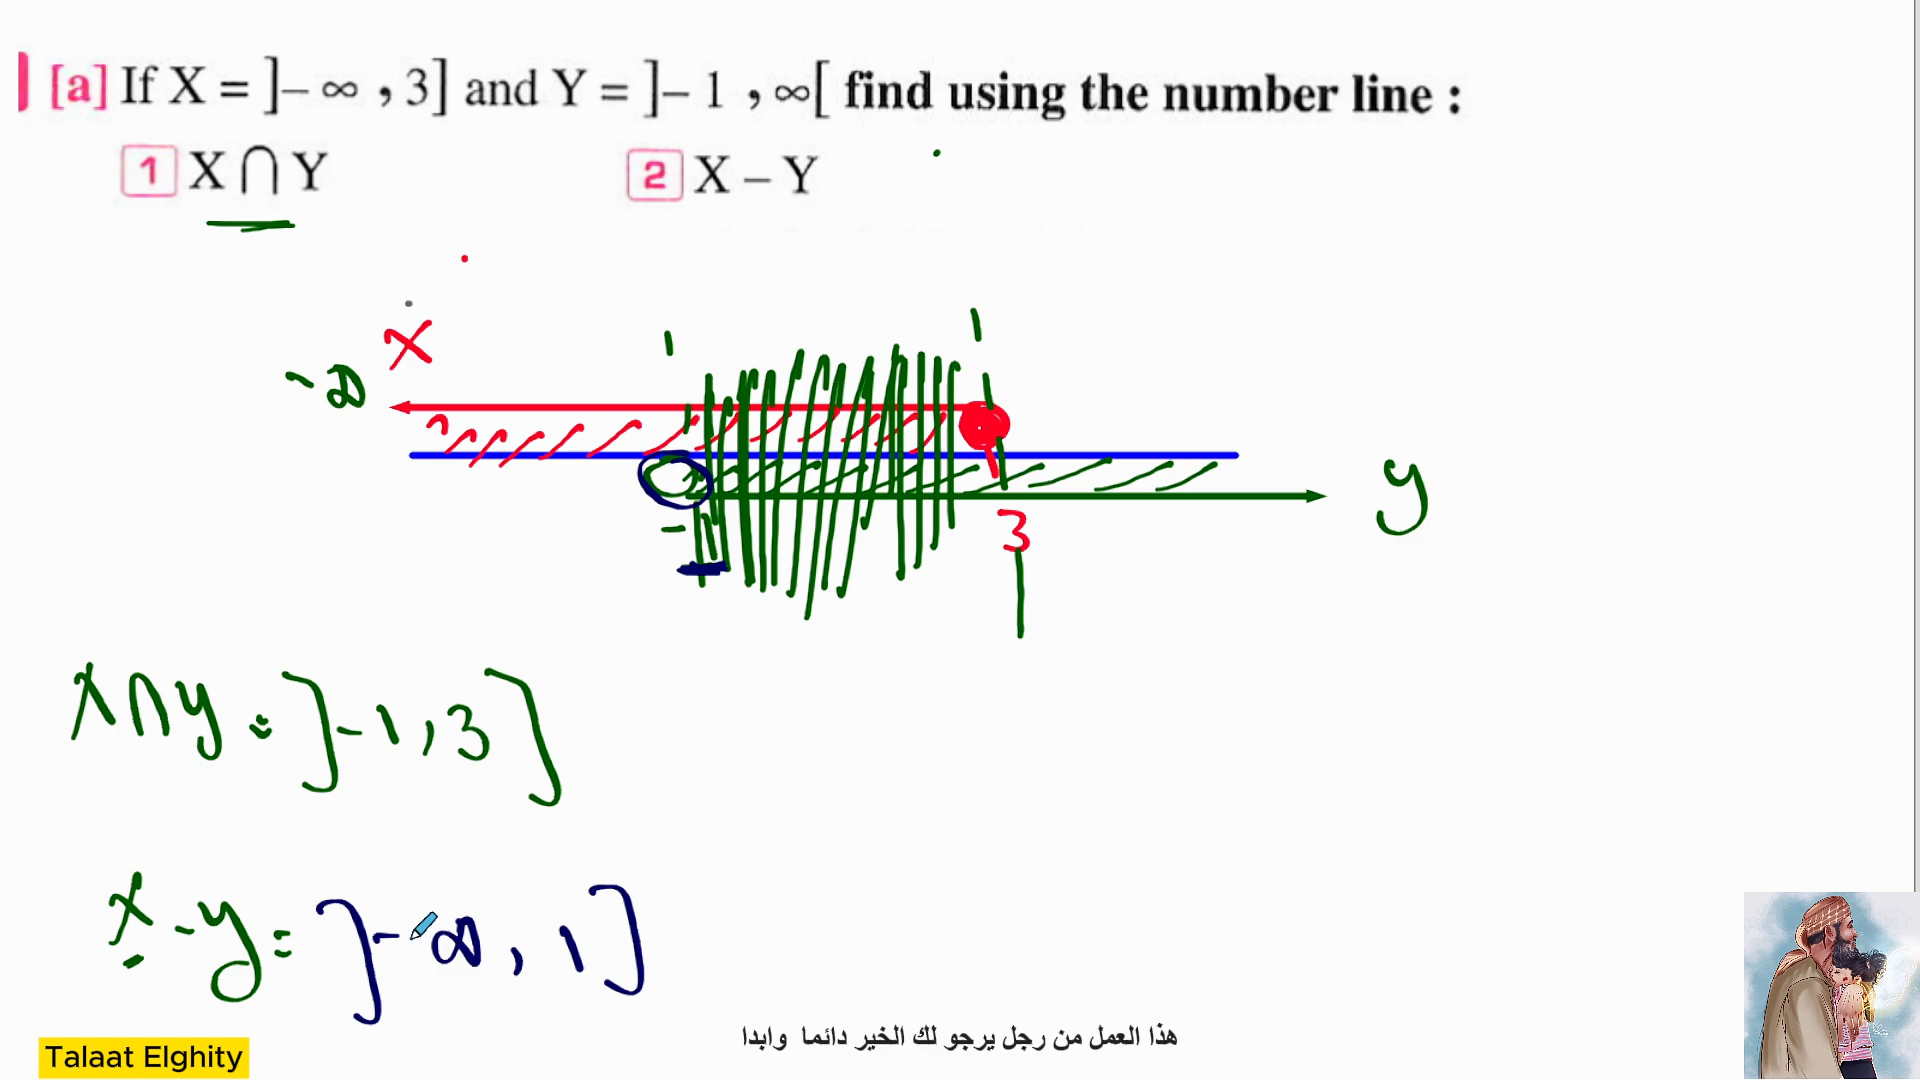 [a] If X = ]– ∞ , 3] and Y = ]– 1 , ∞[ find using the number line :
1 X ∩ Y
2 X – Y
X
- ∞
y
-1
3
X ∩ y = ]-1 , 3]
X - y = ]-∞ , 1]
هذا العمل من رجل يرجو لك الخير دائما وابدا
Talaat Elghity